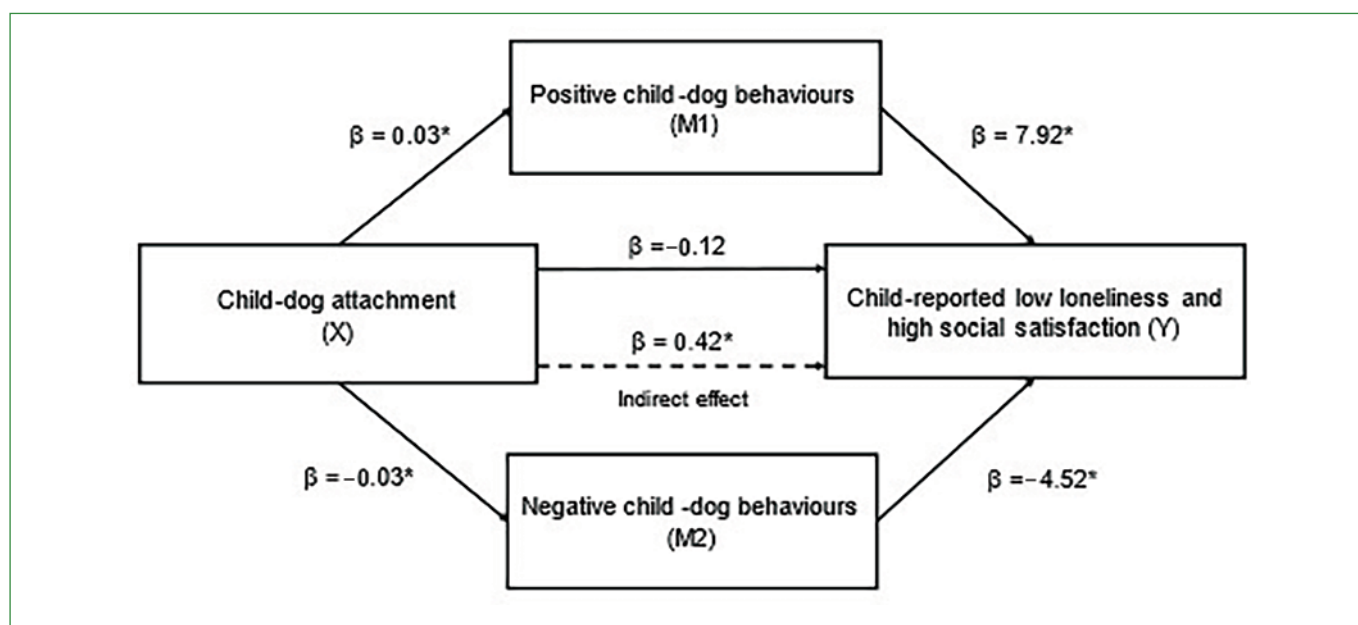 Positive child-dog behaviours
(M1)
β = 0.03*
β = 7.92*
β =−0.12
Child-dog attachment
(X)
Child-reported low loneliness and
high social satisfaction (Y)
β = 0.42*
Indirect effect
β =−0.03*
β =−4.52*
Negative child -dog behaviours
(M2)